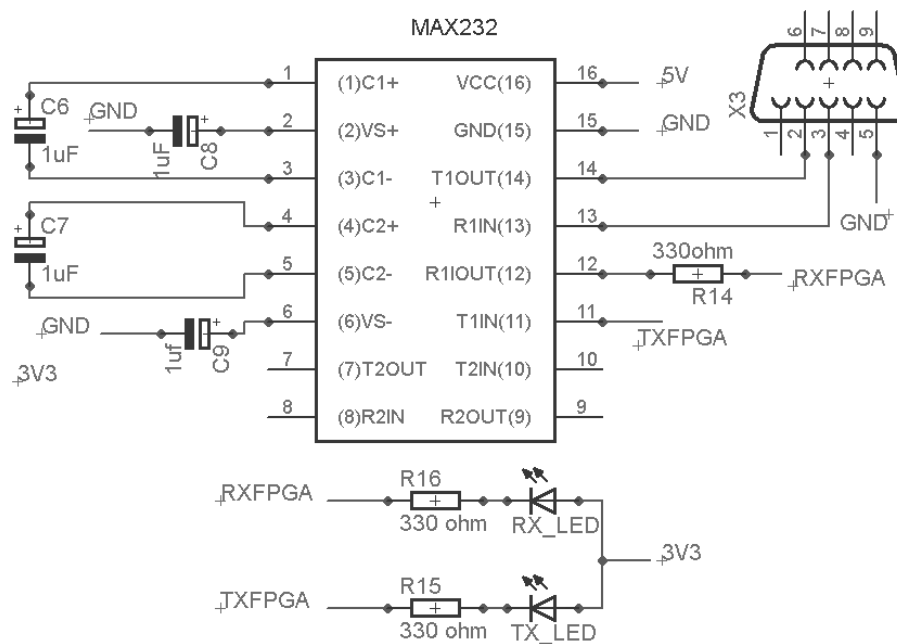 MAX232
6 7 8 9
X3
1 2 3 4 5
1 (1)C1+ VCC(16) 16 5V
C6 + 1uF
GND C8 + 1uF
2 (2)VS+ GND(15) 15 GND
3 (3)C1- T1OUT(14) 14
4 (4)C2+ R1IN(13) 13
GND
C7 + 1uF
5 (5)C2- R1IOUT(12) 12 330ohm R14 RXFPGA
6 (6)VS- T1IN(11) 11 TXFPGA
GND C9 + 1uf
3V3
7 (7)T2OUT T2IN(10) 10
8 (8)R2IN R2OUT(9) 9
RXFPGA R16 330 ohm RX_LED
3V3
TXFPGA R15 330 ohm TX_LED